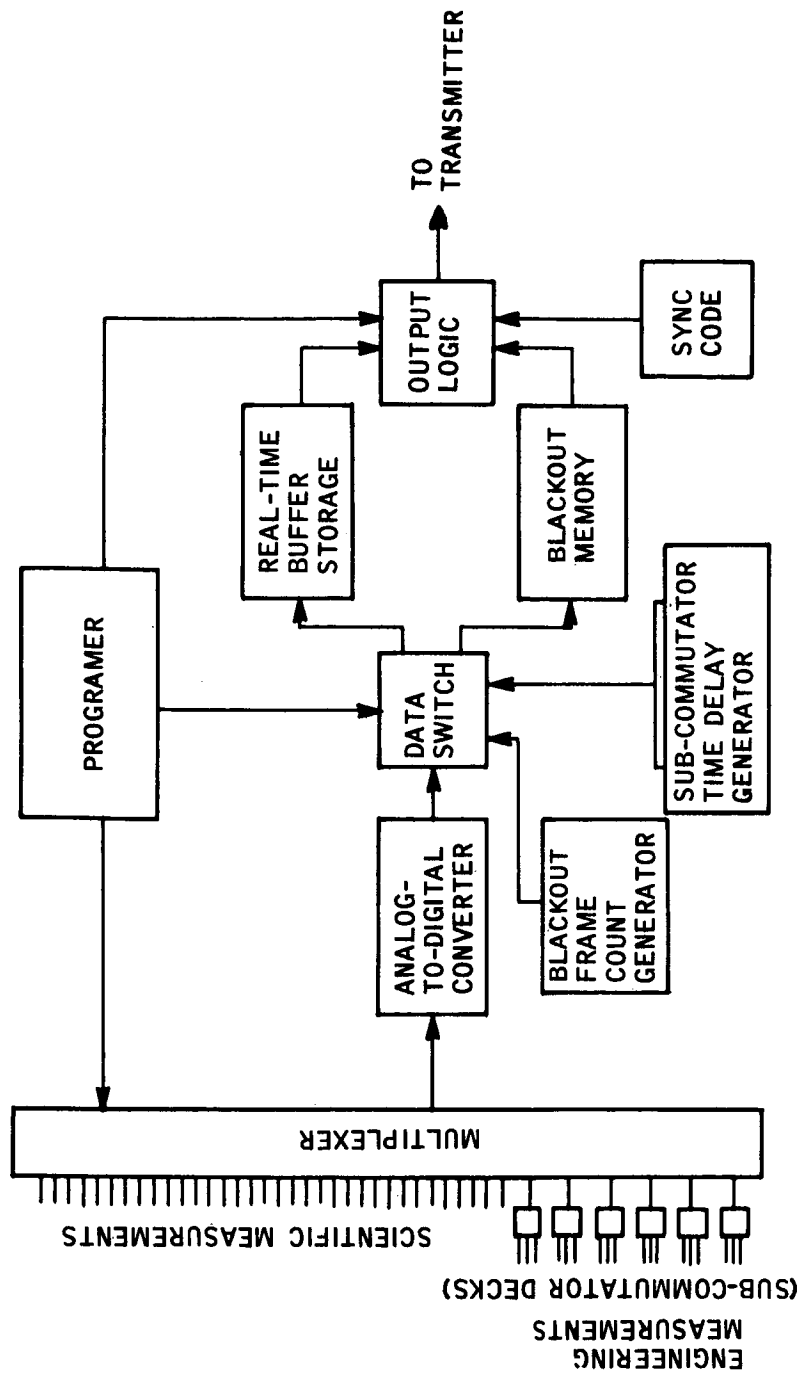 PROGRAMER
TO
TRANSMITTER
REAL-TIME
BUFFER
STORAGE
OUTPUT
LOGIC
DATA
SWITCH
ANALOG-
TO-DIGITAL
CONVERTER
MULTIPLEXER
SCIENTIFIC MEASUREMENTS
BLACKOUT
MEMORY
SYNC
CODE
BLACKOUT
FRAME
COUNT
GENERATOR
SUB-COMMUTATOR
TIME DELAY
GENERATOR
ENGINEERING
MEASUREMENTS
(SUB-COMMUTATOR DECKS)